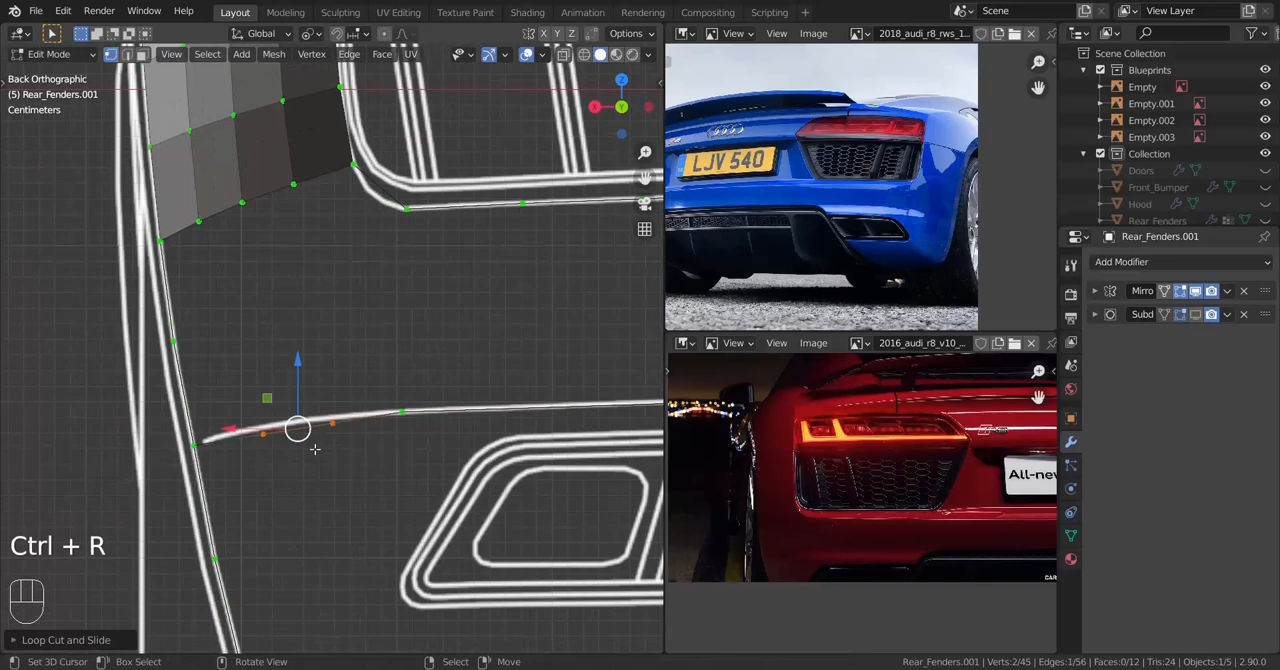 File Edit Render Window Help
Layout Modeling Sculpting UV Editing Texture Paint Shading Animation Rendering Compositing Scripting +
Scene View Layer
Global X Y Z Options
Edit Mode View Select Add Mesh Vertex Edge Face UV
Back Orthographic
(5) Rear_Fenders.001
Centimeters
Z
X
Y
View View Image 2018_audi_r8_rws_1...
LJV 540
View View Image 2016_audi_r8_v10_...
All-new
CAR
Scene Collection
Blueprints
Empty
Empty.001
Empty.002
Empty.003
Collection
Doors
Front_Bumper
Hood
Rear_Fenders
Rear_Fenders.001
Add Modifier
Mirro
Subd
Ctrl + R
Loop Cut and Slide
Set 3D Cursor Box Select Rotate View Select Move Rear_Fenders.001 | Verts:2/45 | Edges:1/56 | Faces:0/12 | Tris:24 | Objects:1/5 | 2.90.0